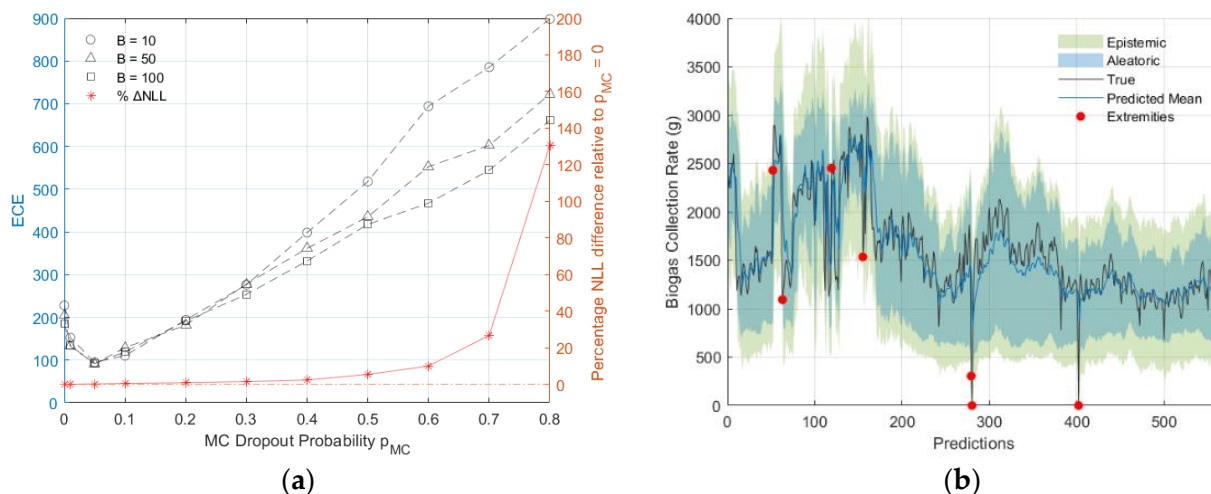 900
800
700
600
500
400
300
200
100
0
ECE
B = 10
B = 50
B = 100
% ΔNLL
200
180
160
140
120
100
80
60
40
20
0
Percentage NLL difference relative to pMC = 0
0 0.1 0.2 0.3 0.4 0.5 0.6 0.7 0.8
MC Dropout Probability pMC
(a)
4000
3500
3000
2500
2000
1500
1000
500
0
Biogas Collection Rate (g)
Epistemic
Aleatoric
True
Predicted Mean
Extremities
0 100 200 300 400 500
Predictions
(b)